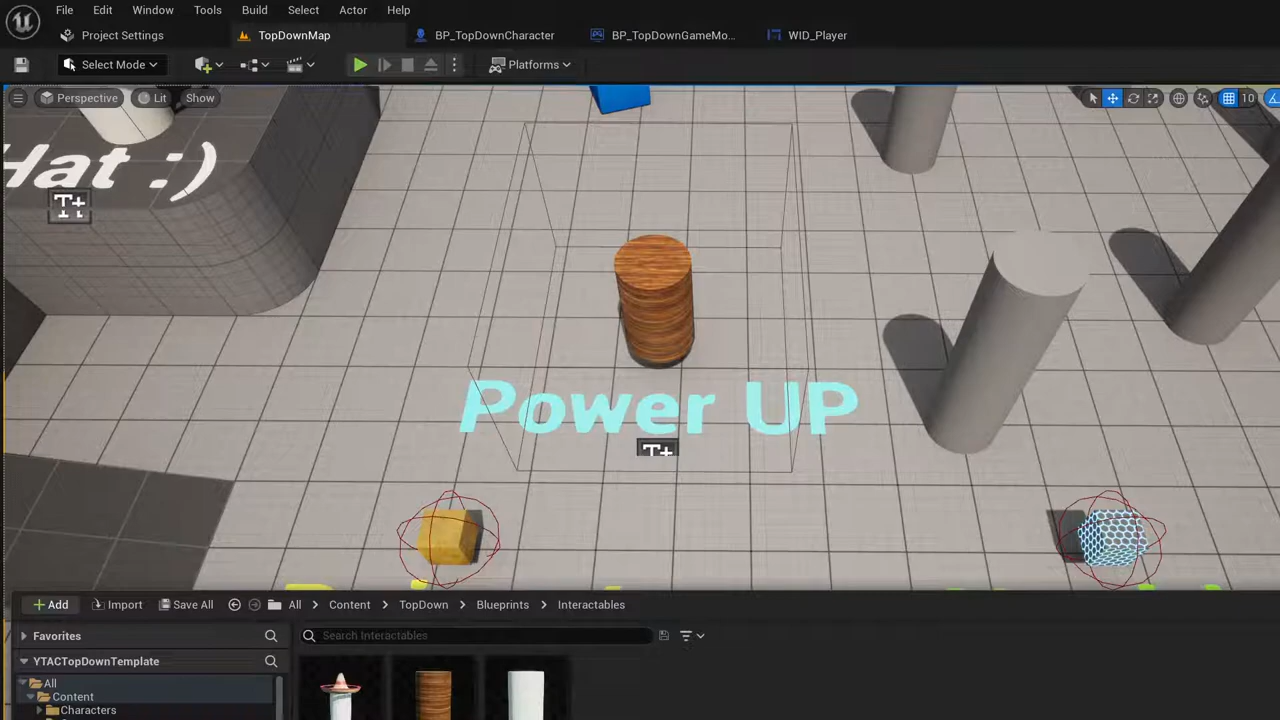 File Edit Window Tools Build Select Actor Help
Project Settings TopDownMap BP_TopDownCharacter BP_TopDownGameMo... WID_Player
Select Mode Platforms
Perspective Lit Show 10
Hat :)
T+
Power UP
T+
Add Import Save All All Content TopDown Blueprints Interactables
Favorites Search Interactables
YTACTopDownTemplate
All
Content
Characters